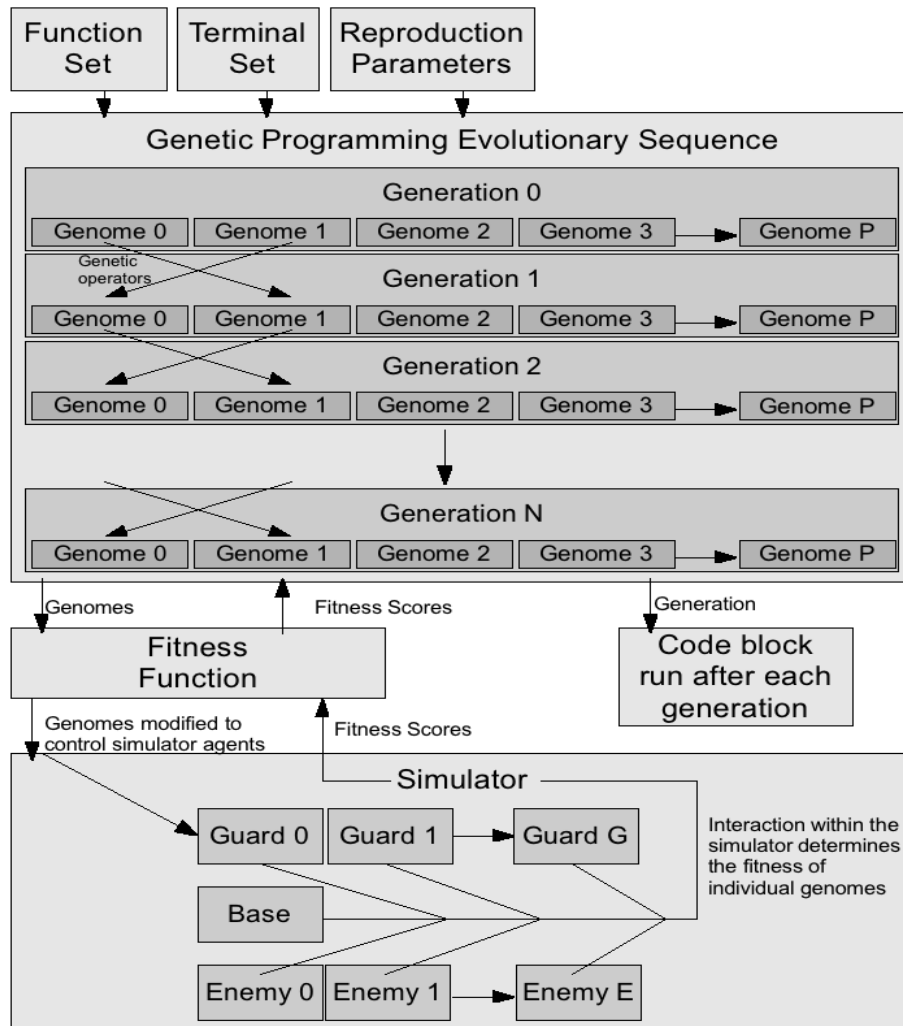 Function
Set
Terminal
Set
Reproduction
Parameters
Genetic Programming Evolutionary Sequence
Generation 0
Genome 0
Genome 1
Genome 2
Genome 3
Genome P
Genetic
operators
Generation 1
Genome 0
Genome 1
Genome 2
Genome 3
Genome P
Generation 2
Genome 0
Genome 1
Genome 2
Genome 3
Genome P
Generation N
Genome 0
Genome 1
Genome 2
Genome 3
Genome P
Genomes
Fitness Scores
Generation
Fitness
Function
Code block
run after each
generation
Genomes modified to
control simulator agents
Fitness Scores
Simulator
Guard 0
Guard 1
Guard G
Interaction within the
simulator determines
the fitness of
individual genomes
Base
Enemy 0
Enemy 1
Enemy E